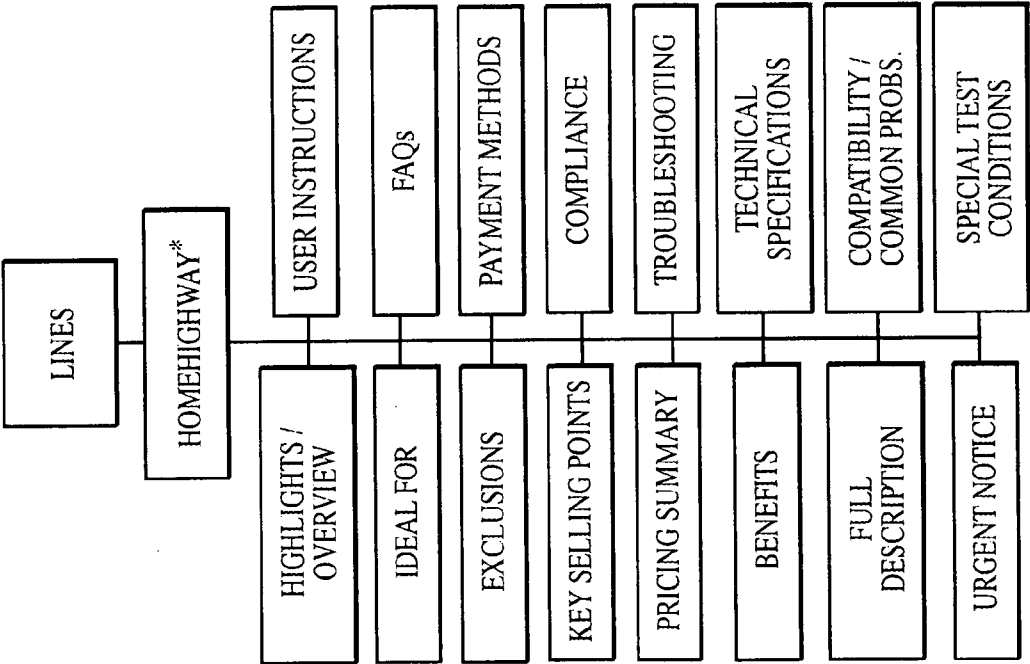 LINES
HOMEHIGHWAY*
HIGHLIGHTS /
OVERVIEW
USER INSTRUCTIONS
IDEAL FOR
FAQs
EXCLUSIONS
PAYMENT METHODS
KEY SELLING POINTS
COMPLIANCE
PRICING SUMMARY
TROUBLESHOOTING
BENEFITS
TECHNICAL
SPECIFICATIONS
FULL
DESCRIPTION
COMPATIBILITY /
COMMON PROBS.
URGENT NOTICE
SPECIAL TEST
CONDITIONS